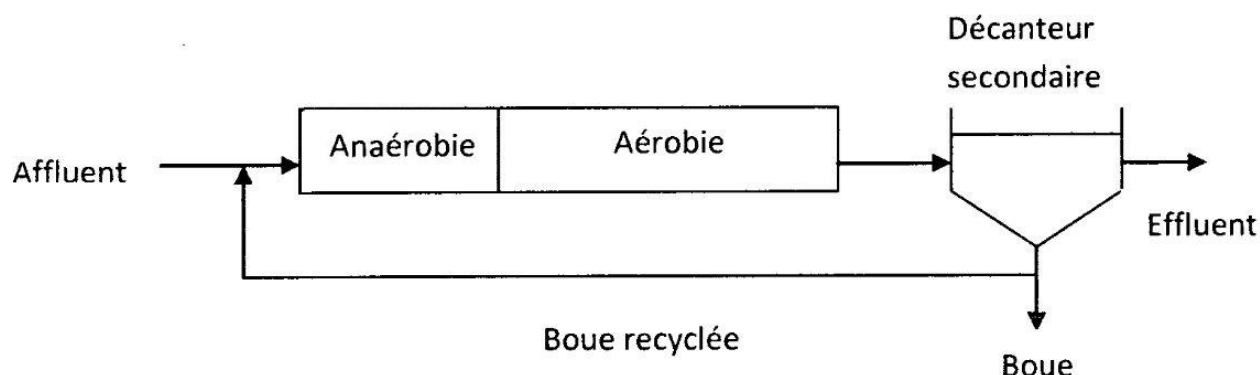 Décanteur
secondaire
Anaérobie
Aérobie
Affluent
Effluent
Boue recyclée
Boue